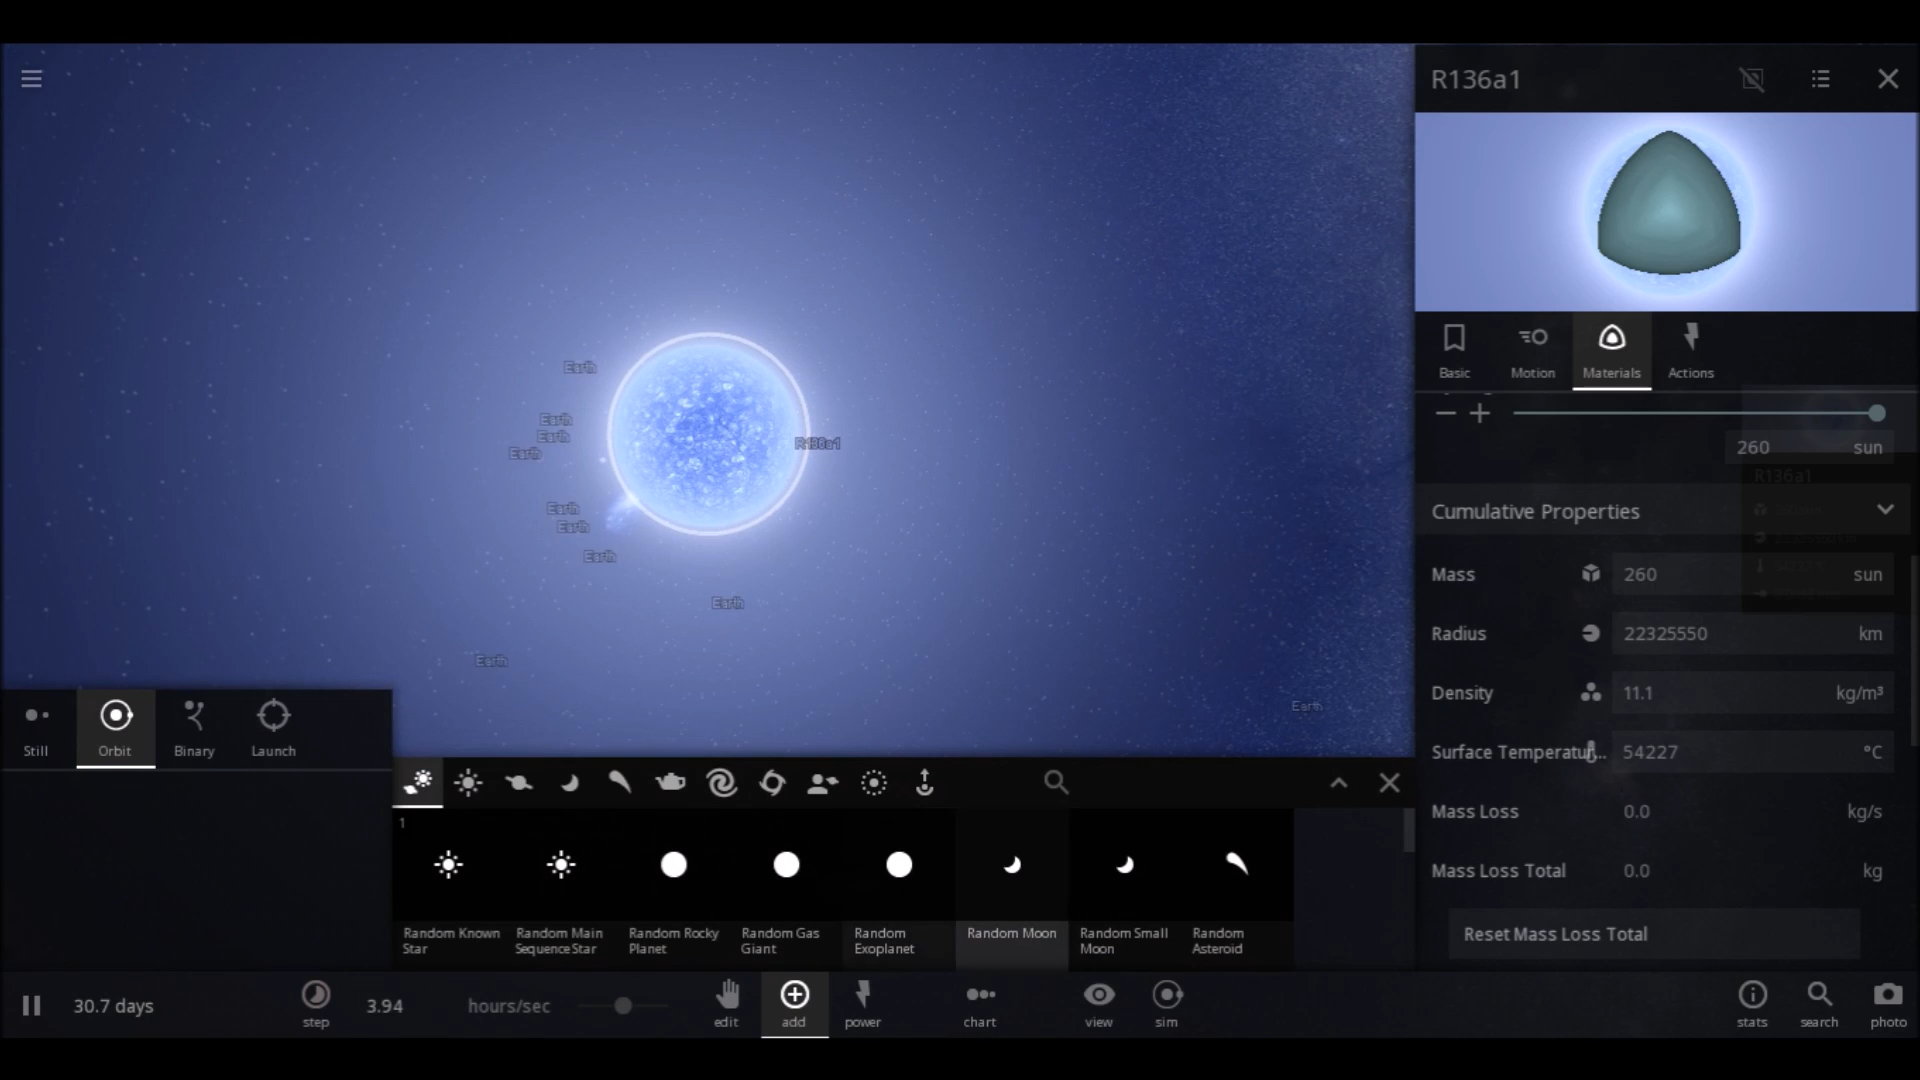 R136a1
Basic
Motion
Materials
Actions
260 sun
R136a1
Cumulative Properties
Mass 260 sun
Radius 22325550 km
Density 11.1 kg/m³
Surface Temperatur... 54227 °C
Mass Loss 0.0 kg/s
Mass Loss Total 0.0 kg
Reset Mass Loss Total
Earth
Earth
Earth
Earth
R136a1
Earth
Earth
Earth
Earth
Earth
Earth
Still
Orbit
Binary
Launch
1
Random Known
Star
Random Main
Sequence Star
Random Rocky
Planet
Random Gas
Giant
Random
Exoplanet
Random Moon
Random Small
Moon
Random
Asteroid
30.7 days
step
3.94 hours/sec
edit
add
power
chart
view
sim
stats
search
photo